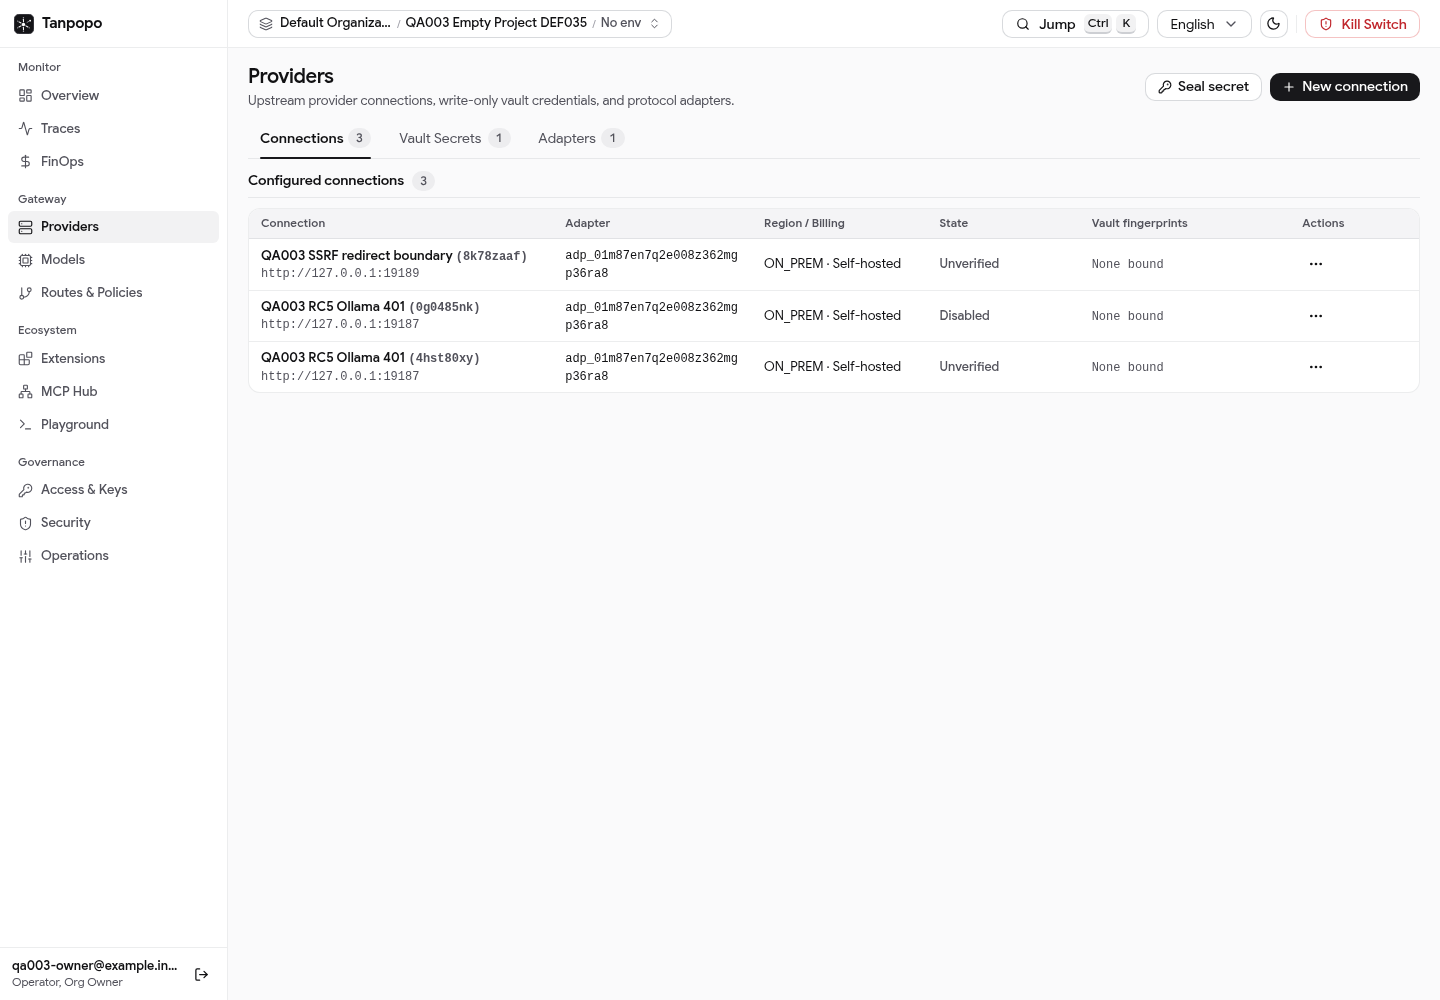 Tanpopo
Default Organiza... / QA003 Empty Project DEF035 / No env
Jump Ctrl K
English
Kill Switch
Monitor
Overview
Traces
FinOps
Gateway
Providers
Models
Routes & Policies
Ecosystem
Extensions
MCP Hub
Playground
Governance
Access & Keys
Security
Operations
qa003-owner@example.in...
Operator, Org Owner
Providers
Upstream provider connections, write-only vault credentials, and protocol adapters.
Seal secret
New connection
Connections 3
Vault Secrets 1
Adapters 1
Configured connections 3
Connection Adapter Region / Billing State Vault fingerprints Actions
QA003 SSRF redirect boundary (8k78zaaf)
http://127.0.0.1:19189
adp_01m87en7q2e008z362mg
p36ra8
ON_PREM · Self-hosted
Unverified
None bound
QA003 RC5 Ollama 401 (0g0485nk)
http://127.0.0.1:19187
adp_01m87en7q2e008z362mg
p36ra8
ON_PREM · Self-hosted
Disabled
None bound
QA003 RC5 Ollama 401 (4hst80xy)
http://127.0.0.1:19187
adp_01m87en7q2e008z362mg
p36ra8
ON_PREM · Self-hosted
Unverified
None bound